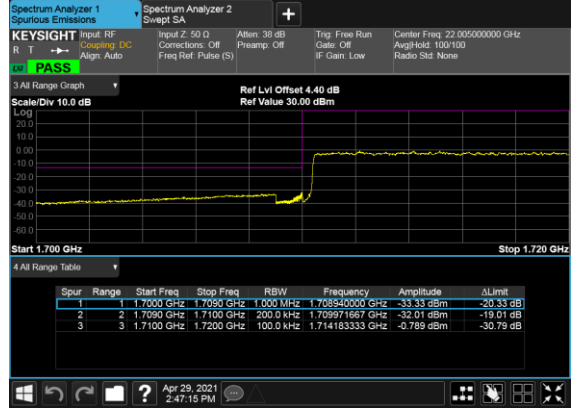 Spectrum Analyzer 1
Spurious Emissions
Spectrum Analyzer 2
Swept SA
+
KEYSIGHT
R T
PASS
Input: RF
Coupling: DC
Align: Auto
Input Z: 50 Ω
Corrections: Off
Freq Ref: Pulse (S)
Atten: 38 dB
Preamp: Off
Trig: Free Run
Gate: Off
IF Gain: Low
Center Freq: 22.005000000 GHz
Avg|Hold: 100/100
Radio Std: None
3 All Range Graph
Scale/Div 10.0 dB
Ref Lvl Offset 4.40 dB
Ref Value 30.00 dBm
Log
20.0
10.0
0.00
-10.0
-20.0
-30.0
-40.0
-50.0
-60.0
Start 1.700 GHz
Stop 1.720 GHz
4 All Range Table
Spur Range Start Freq Stop Freq RBW Frequency Amplitude ΔLimit
1 1 1.7000 GHz 1.7090 GHz 1.000 MHz 1.708940000 GHz -33.33 dBm -20.33 dB
2 2 1.7090 GHz 1.7100 GHz 200.0 kHz 1.709971667 GHz -32.01 dBm -19.01 dB
3 3 1.7100 GHz 1.7200 GHz 100.0 kHz 1.714183333 GHz -0.789 dBm -30.79 dB
?
Apr 29, 2021
2:47:15 PM